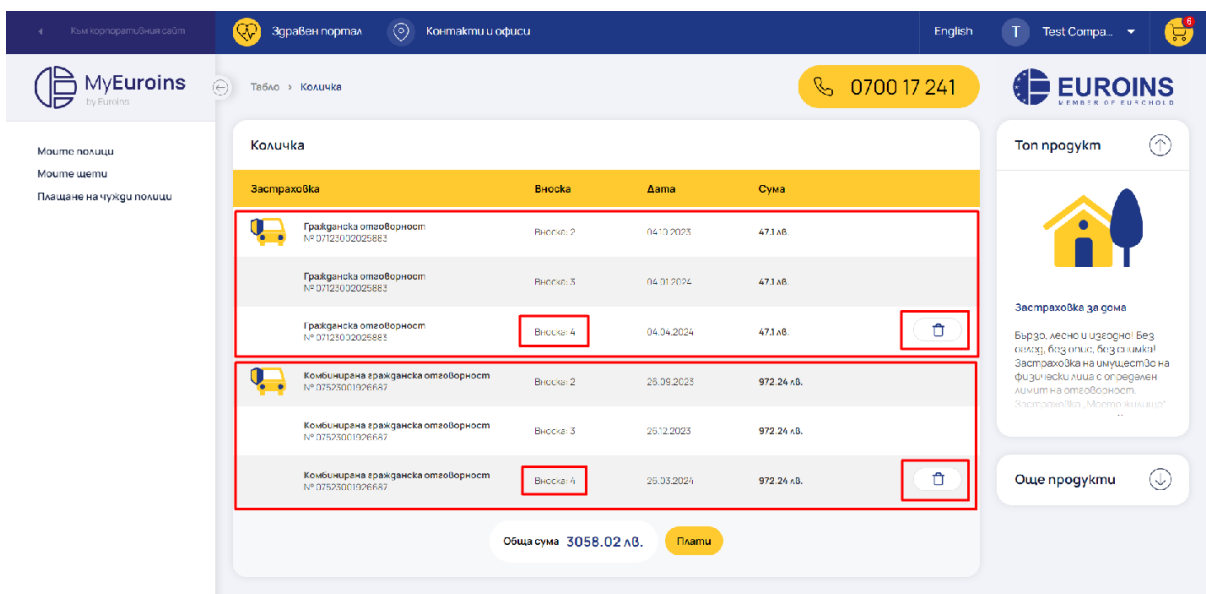 Към корпоративния сайт
Здравен портал
Контакти и офиси
English
T
Test Compa...
6
MyEuroins
by Euroins
Табло > Количка
0700 17 241
EUROINS
MEMBER OF EUROHOLD
Моите полици
Моите щети
Плащане на чужди полици
Количка
Застраховка Вноска Дата Сума
Гражданска отговорност
№ 07123002025883
Вноска: 2 04.10.2023 47.1 лв.
Гражданска отговорност
№ 07123002025883
Вноска: 3 04.01.2024 47.1 лв.
Гражданска отговорност
№ 07123002025883
Вноска: 4 04.04.2024 47.1 лв.
Комбинирана гражданска отговорност
№ 07523001926687
Вноска: 2 26.09.2023 972.24 лв.
Комбинирана гражданска отговорност
№ 07523001926687
Вноска: 3 26.12.2023 972.24 лв.
Комбинирана гражданска отговорност
№ 07523001926687
Вноска: 4 26.03.2024 972.24 лв.
Обща сума 3058.02 лв.
Плати
Топ продукт
Застраховка за дома
Бързо, лесно и изгодно! Без
оглед, без опис, без снимка!
Застраховка на имущество на
физически лица с определен
лимит на отговорност.
Застраховка „Моето жилище"
Още продукти